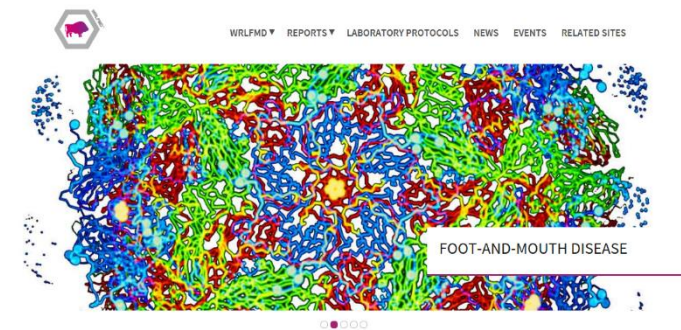 WRLFMD▼ REPORTS▼ LABORATORY PROTOCOLS NEWS EVENTS RELATED SITES
FOOT-AND-MOUTH DISEASE